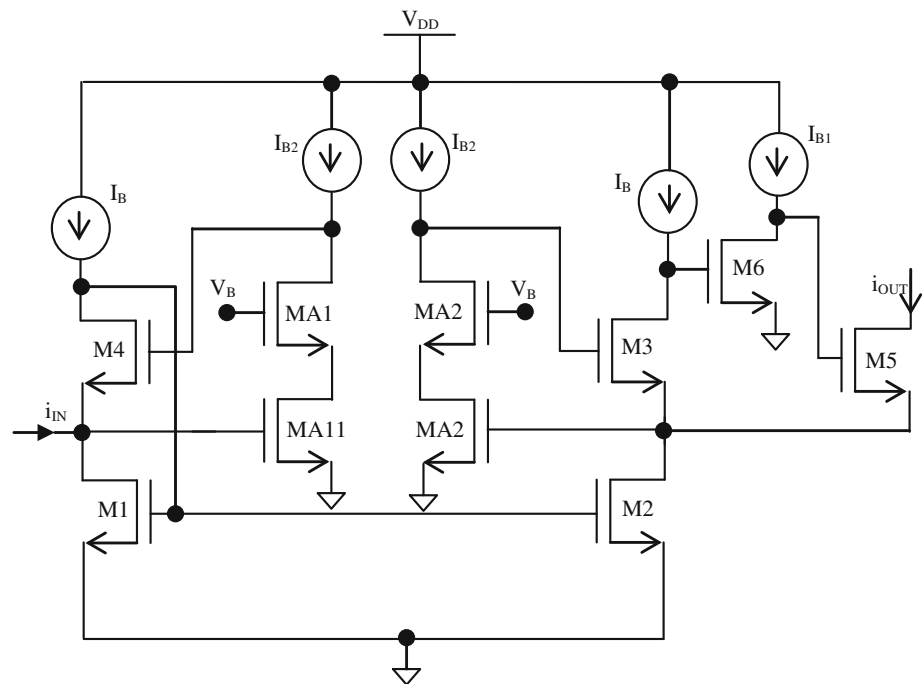 V_DD
I_B2
I_B2
I_B1
I_B
I_B
M6
V_B
V_B
i_OUT
MA1
MA2
M4
M3
M5
i_IN
MA11
MA2
M1
M2